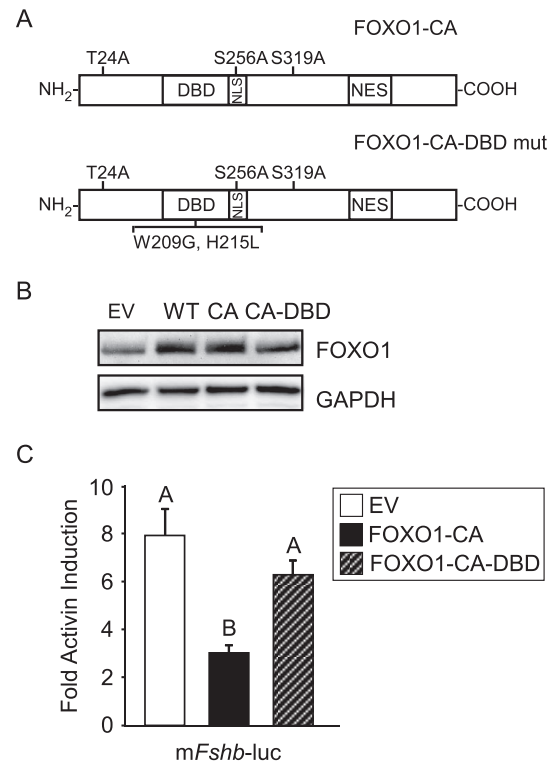 A
FOXO1-CA
T24A S256A S319A
NH2- DBD NLS NES -COOH
FOXO1-CA-DBD mut
T24A S256A S319A
NH2- DBD NLS NES -COOH
W209G, H215L
B
EV WT CA CA-DBD
FOXO1
GAPDH
C
Fold Activin Induction
10
8
6
4
2
0
A
B
A
mFshb-luc
EV
FOXO1-CA
FOXO1-CA-DBD